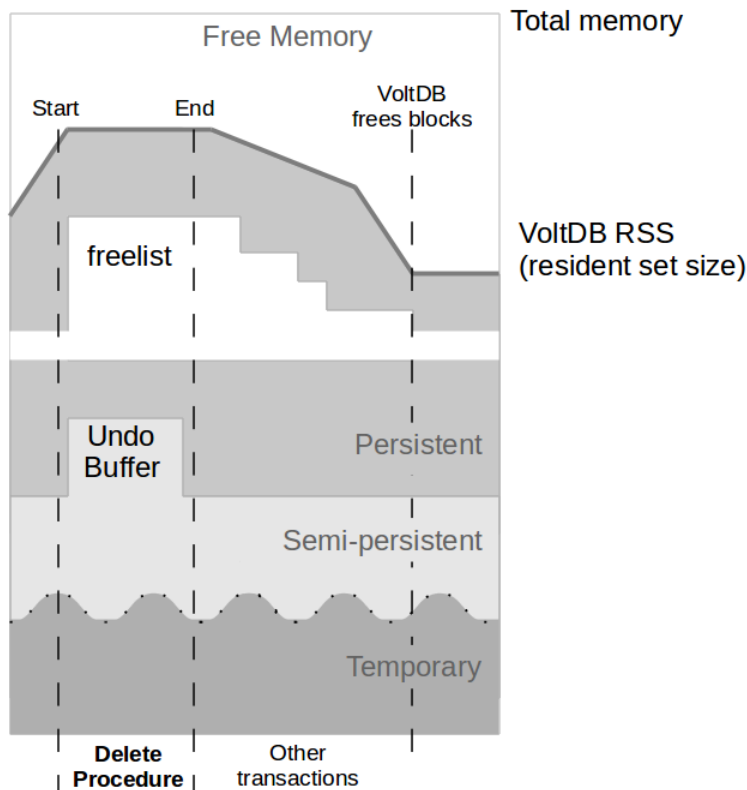 Total memory
Free Memory
Start
End
VoltDB
frees blocks
freelist
VoltDB RSS
(resident set size)
Undo
Buffer
Persistent
Semi-persistent
Temporary
Delete
Procedure
Other
transactions